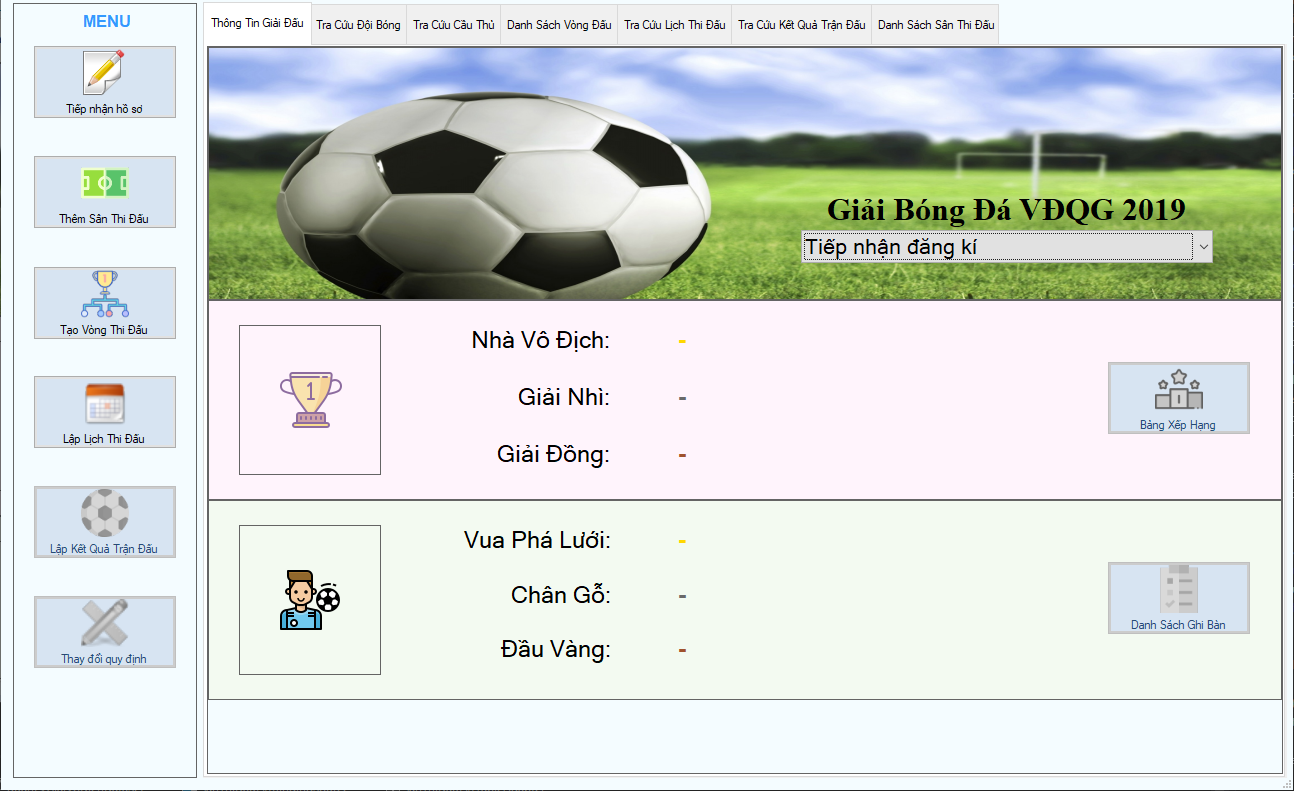 MENU
Tiếp nhận hồ sơ
Thêm Sân Thi Đấu
Tạo Vòng Thi Đấu
Lập Lịch Thi Đấu
Lập Kết Quả Trận Đấu
Thay đổi quy định
Thông Tin Giải Đấu
Tra Cứu Đội Bóng
Tra Cứu Cầu Thủ
Danh Sách Vòng Đấu
Tra Cứu Lịch Thi Đấu
Tra Cứu Kết Quả Trận Đấu
Danh Sách Sân Thi Đấu
Giải Bóng Đá VĐQG 2019
Tiếp nhận đăng kí
1
Nhà Vô Địch: -
Giải Nhì: -
Giải Đồng: -
Bảng Xếp Hạng
Vua Phá Lưới: -
Chân Gỗ: -
Đầu Vàng: -
Danh Sách Ghi Bàn